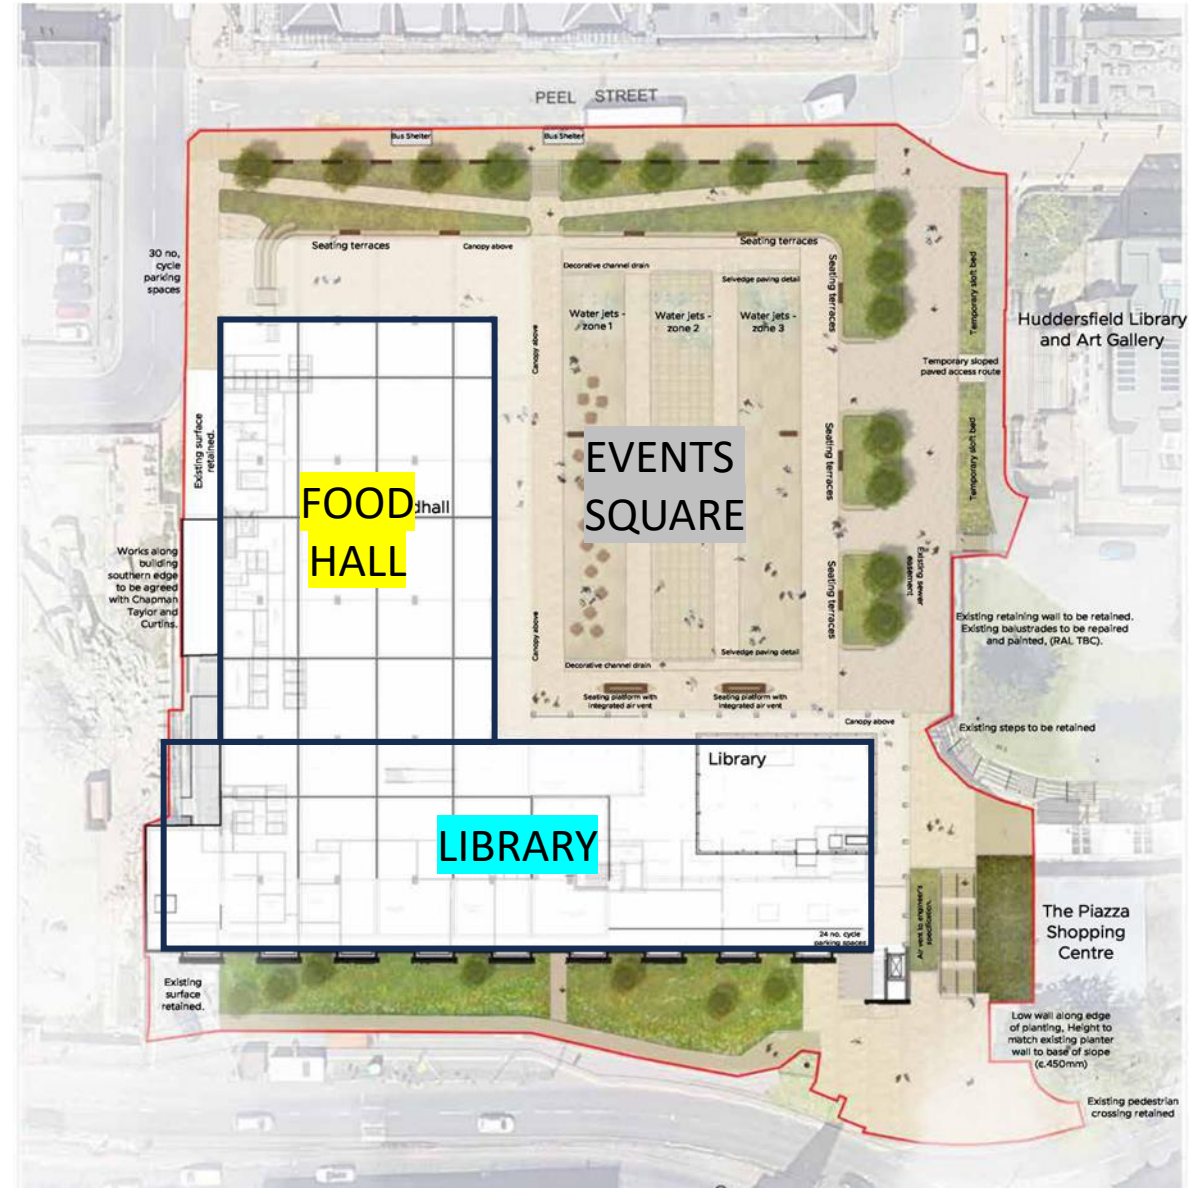 PEEL STREET
Bus Shelter
Bus Shelter
30 no,
cycle
parking
spaces
Seating terraces
Canopy above
Seating terraces
Decorative channel drain
Selvedge paving detail
Seating terraces
Temporary sloft bed
Water jets -
zone 1
Water jets -
zone 2
Water jets -
zone 3
Huddersfield Library
and Art Gallery
Canopy above
Temporary sloped
paved access route
Existing surface
retained.
Seating terraces
Temporary sloft bed
EVENTS
SQUARE
FOOD
HALL
dhall
Works along
building
southern edge
to be agreed
with Chapman
Taylor and
Curtins.
Seating terraces
Existing sewer
easement
Existing retaining wall to be retained.
Existing balustrades to be repaired
and painted, (RAL TBC).
Canopy above
Decorative channel drain
Selvedge paving detail
Seating platform with
integrated air vent
Seating platform with
integrated air vent
Canopy above
Existing steps to be retained
Library
LIBRARY
Air vent to engineer's
specification.
The Piazza
Shopping
Centre
24 no. cycle
parking spaces
Existing
surface
retained.
Low wall along edge
of planting, Height to
match existing planter
wall to base of slope
(c.450mm)
Existing pedestrian
crossing retained